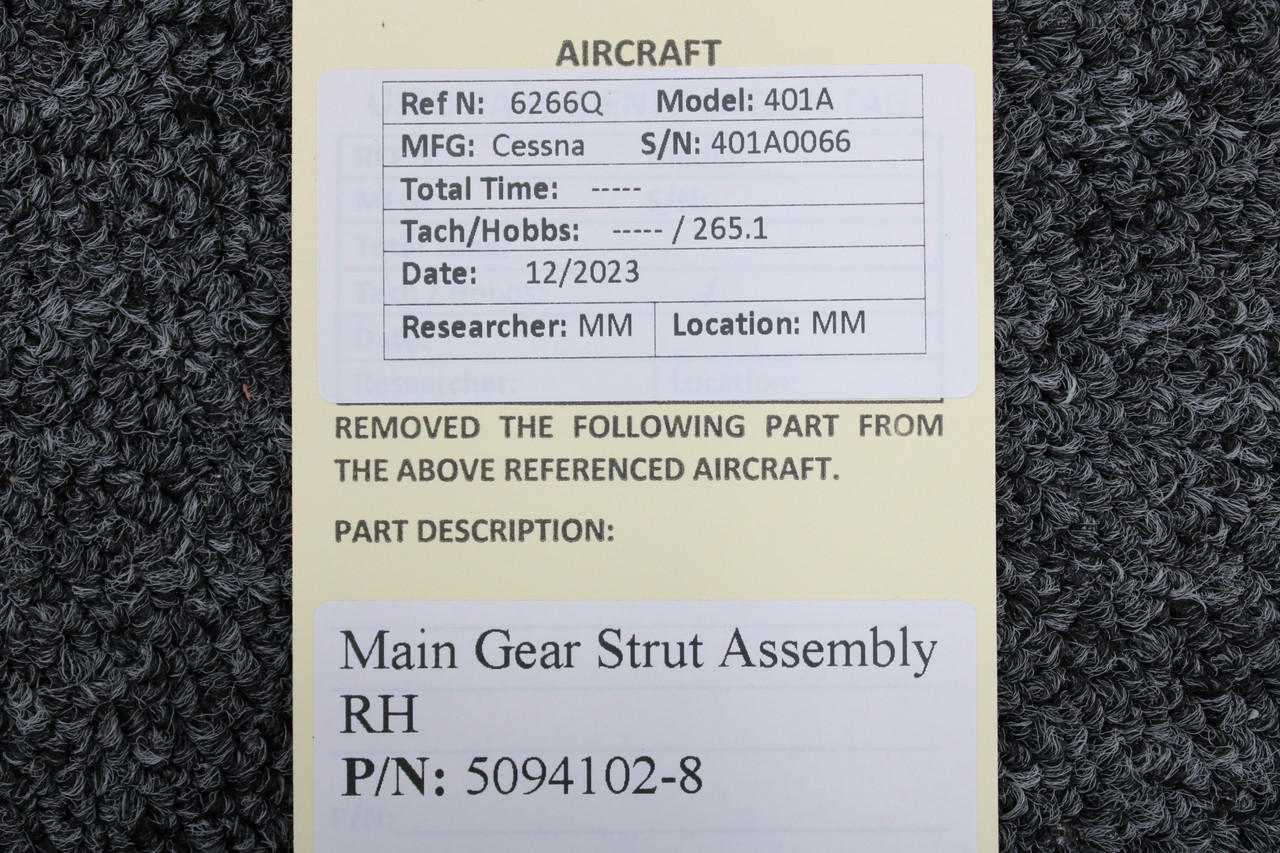 AIRCRAFT
Ref N: 6266Q Model: 401A
MFG: Cessna S/N: 401A0066
Total Time: -----
Tach/Hobbs: ----- / 265.1
Date: 12/2023
Researcher: MM Location: MM
Researcher: Location:
REMOVED THE FOLLOWING PART FROM
THE ABOVE REFERENCED AIRCRAFT.
PART DESCRIPTION:
Main Gear Strut Assembly
RH
P/N: 5094102-8
P/N: